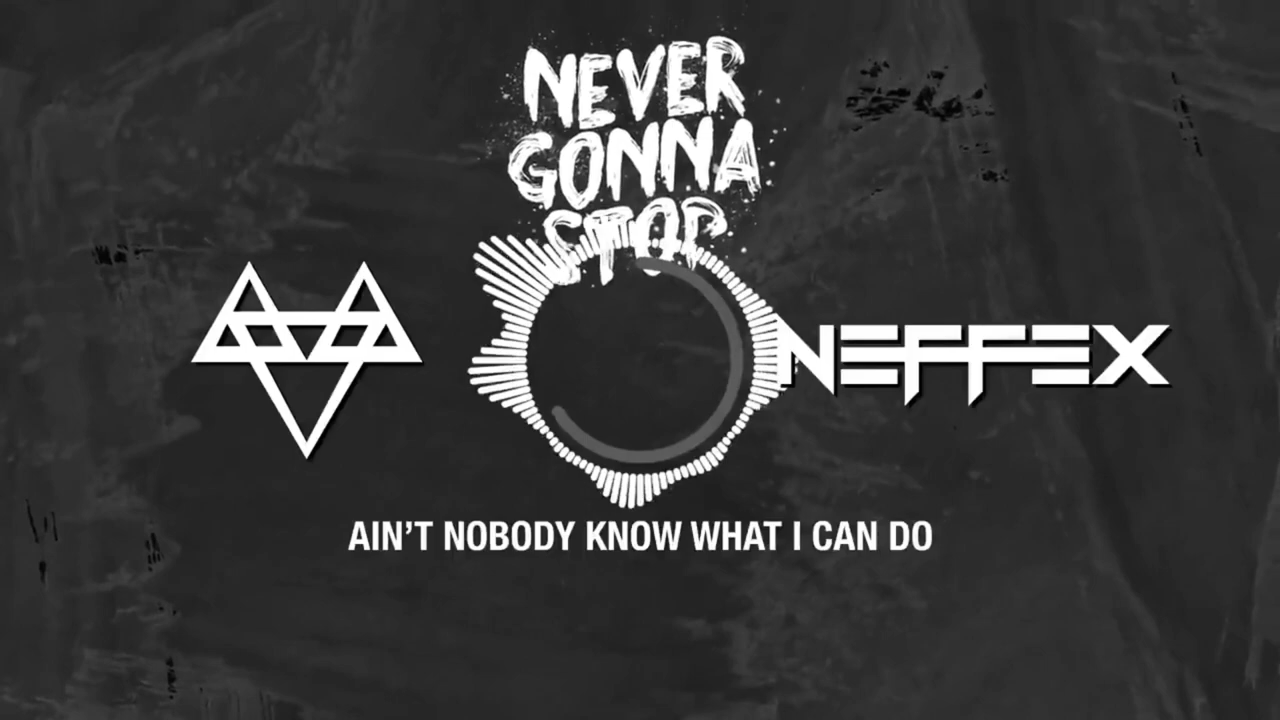 NEVER
GONNA
STOP
NEFFEX
AIN'T NOBODY KNOW WHAT I CAN DO